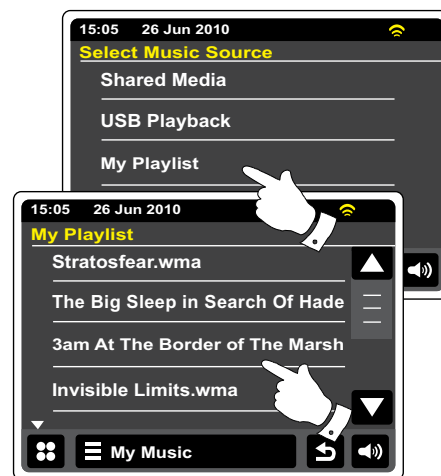 15:05 26 Jun 2010
Select Music Source
Shared Media
USB Playback
My Playlist
15:05 26 Jun 2010
My Playlist
Stratosfear.wma
The Big Sleep in Search Of Hade
3am At The Border of The Marsh
Invisible Limits.wma
My Music